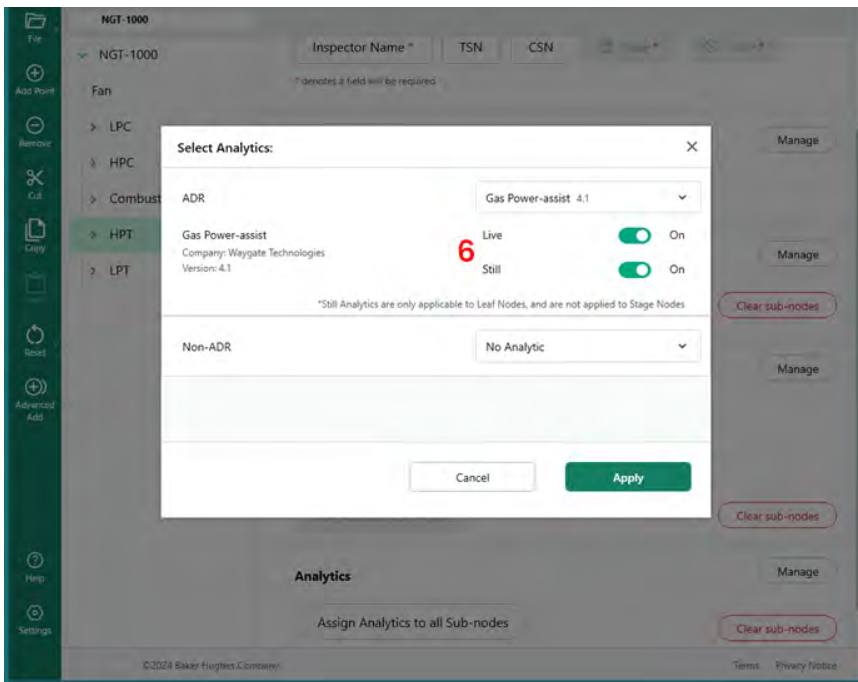 NGT-1000
File
NGT-1000
Inspector Name *
TSN
CSN
* denotes a field will be required
Add Point
Fan
Remove
LPC
Manage
HPC
Cut
Combust
Copy
HPT
LPT
Select Analytics:
ADR
Gas Power-assist 4.1
Gas Power-assist
Company: Waygate Technologies
Version: 4.1
6
Live
On
Still
On
*Still Analytics are only applicable to Leaf Nodes, and are not applied to Stage Nodes
Non-ADR
No Analytic
Cancel
Apply
Manage
Clear sub-nodes
Reset
Manage
Advanced
Add
Clear sub-nodes
Help
Analytics
Manage
Settings
Assign Analytics to all Sub-nodes
Clear sub-nodes
©2024 Baker Hughes Company.
Terms
Privacy Notice